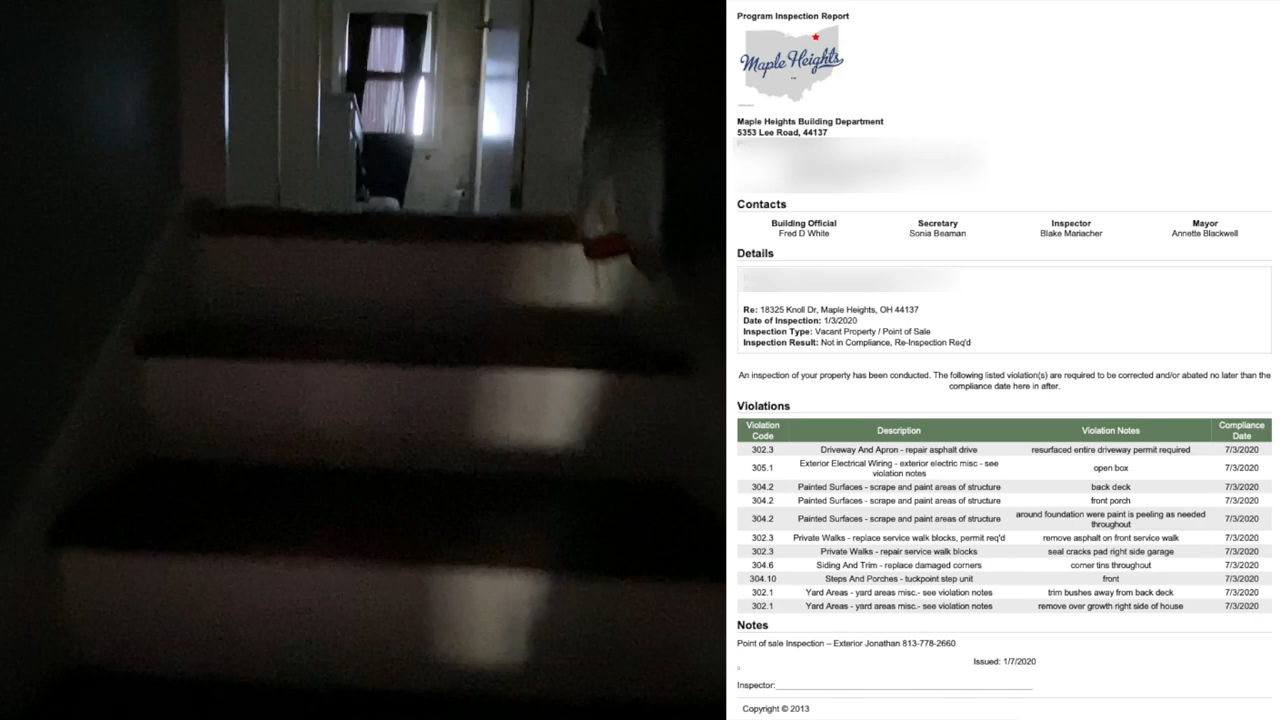 Program Inspection Report
Maple Heights
Maple Heights Building Department
5353 Lee Road, 44137
Contacts
Building Official Secretary Inspector Mayor
Fred D White Sonia Beaman Blake Mariacher Annette Blackwell
Details
Re: 18325 Knoll Dr, Maple Heights, OH 44137
Date of Inspection: 1/3/2020
Inspection Type: Vacant Property / Point of Sale
Inspection Result: Not in Compliance, Re-Inspection Req'd
An inspection of your property has been conducted. The following listed violation(s) are required to be corrected and/or abated no later than the
compliance date here in after.
Violations
Violation Code Description Violation Notes Compliance Date
302.3 Driveway And Apron - repair asphalt drive resurfaced entire driveway permit required 7/3/2020
305.1 Exterior Electrical Wiring - exterior electric misc - see violation notes open box 7/3/2020
304.2 Painted Surfaces - scrape and paint areas of structure back deck 7/3/2020
304.2 Painted Surfaces - scrape and paint areas of structure front porch 7/3/2020
304.2 Painted Surfaces - scrape and paint areas of structure around foundation were paint is peeling as needed throughout 7/3/2020
302.3 Private Walks - replace service walk blocks, permit req'd remove asphalt on front service walk 7/3/2020
302.3 Private Walks - repair service walk blocks seal cracks pad right side garage 7/3/2020
304.6 Siding And Trim - replace damaged corners corner tins throughout 7/3/2020
304.10 Steps And Porches - tuckpoint step unit front 7/3/2020
302.1 Yard Areas - yard areas misc.- see violation notes trim bushes away from back deck 7/3/2020
302.1 Yard Areas - yard areas misc.- see violation notes remove over growth right side of house 7/3/2020
Notes
Point of sale Inspection – Exterior Jonathan 813-778-2660
Issued: 1/7/2020
Inspector:
Copyright © 2013